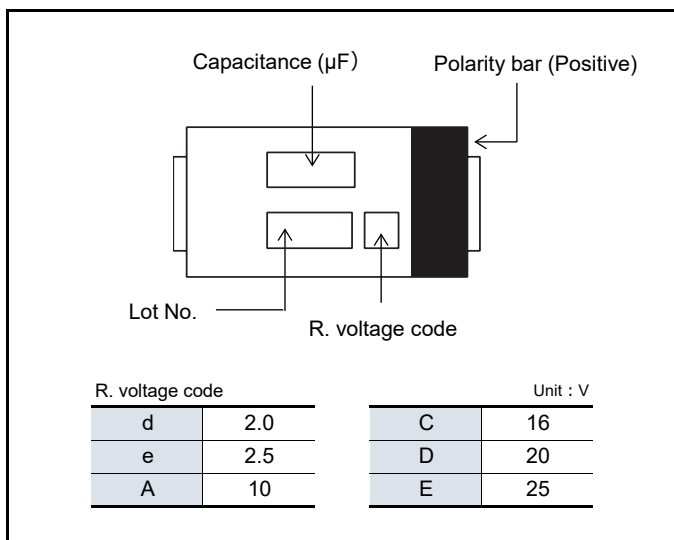 Capacitance (μF)
Polarity bar (Positive)
Lot No.
R. voltage code
R. voltage code
Unit : V
d 2.0 C 16
e 2.5 D 20
A 10 E 25